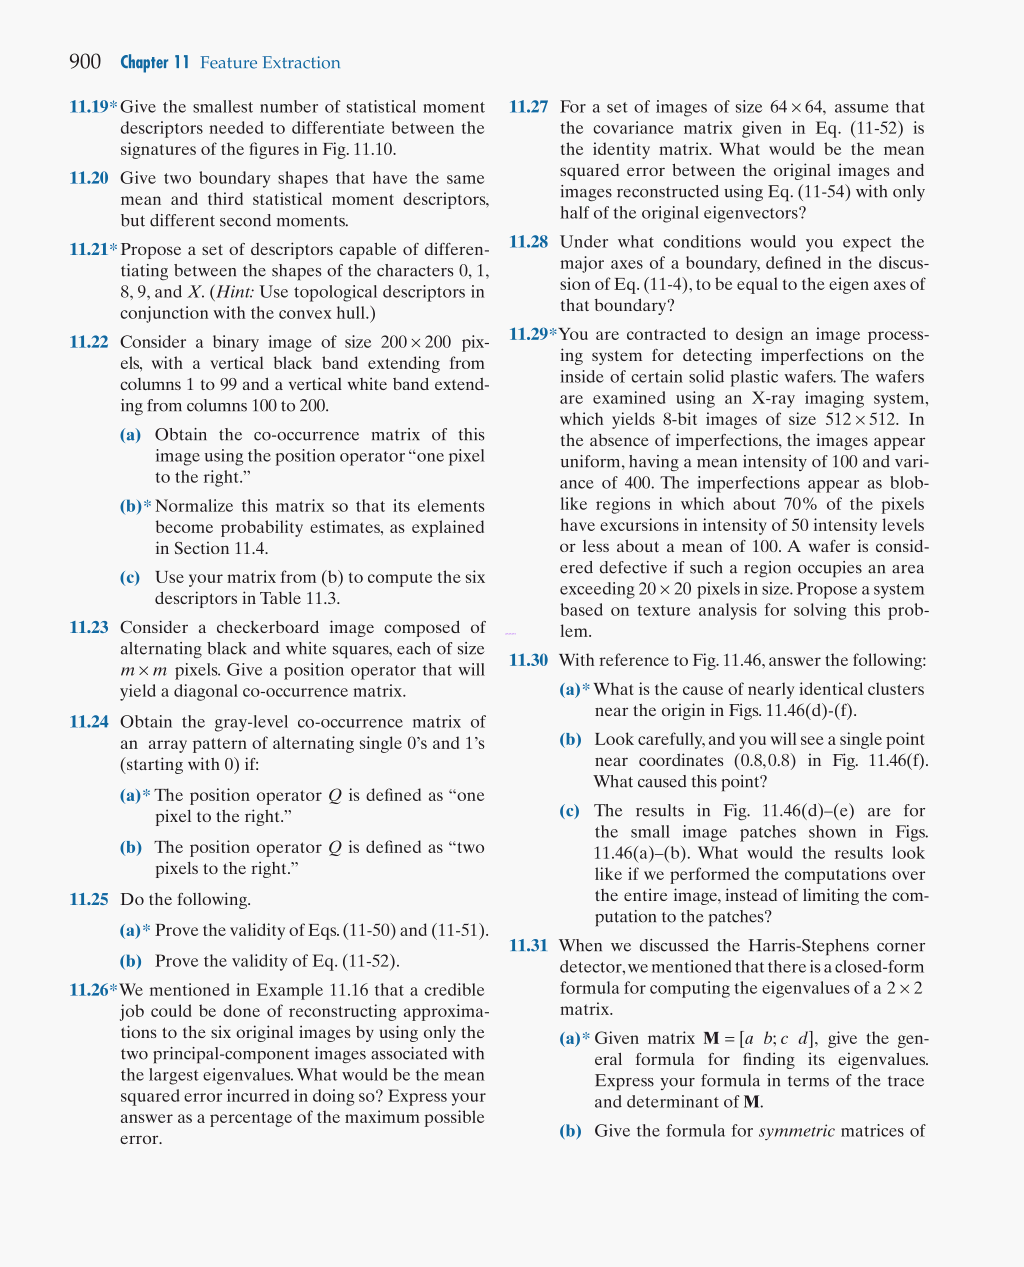 900 Chapter 11 Feature Extraction
11.19* Give the smallest number of statistical moment
descriptors needed to differentiate between the
signatures of the figures in Fig. 11.10.
11.20 Give two boundary shapes that have the same
mean and third statistical moment descriptors,
but different second moments.
11.21* Propose a set of descriptors capable of differen-
tiating between the shapes of the characters 0, 1,
8, 9, and X. (Hint: Use topological descriptors in
conjunction with the convex hull.)
11.22 Consider a binary image of size 200 × 200 pix-
els, with a vertical black band extending from
columns 1 to 99 and a vertical white band extend-
ing from columns 100 to 200.
(a) Obtain the co-occurrence matrix of this
image using the position operator “one pixel
to the right.”
(b)* Normalize this matrix so that its elements
become probability estimates, as explained
in Section 11.4.
(c) Use your matrix from (b) to compute the six
descriptors in Table 11.3.
11.23 Consider a checkerboard image composed of
alternating black and white squares, each of size
m × m pixels. Give a position operator that will
yield a diagonal co-occurrence matrix.
11.24 Obtain the gray-level co-occurrence matrix of
an array pattern of alternating single 0’s and 1’s
(starting with 0) if:
(a)* The position operator Q is defined as “one
pixel to the right.”
(b) The position operator Q is defined as “two
pixels to the right.”
11.25 Do the following.
(a)* Prove the validity of Eqs. (11-50) and (11-51).
(b) Prove the validity of Eq. (11-52).
11.26* We mentioned in Example 11.16 that a credible
job could be done of reconstructing approxima-
tions to the six original images by using only the
two principal-component images associated with
the largest eigenvalues. What would be the mean
squared error incurred in doing so? Express your
answer as a percentage of the maximum possible
error.
11.27 For a set of images of size 64 × 64, assume that
the covariance matrix given in Eq. (11-52) is
the identity matrix. What would be the mean
squared error between the original images and
images reconstructed using Eq. (11-54) with only
half of the original eigenvectors?
11.28 Under what conditions would you expect the
major axes of a boundary, defined in the discus-
sion of Eq. (11-4), to be equal to the eigen axes of
that boundary?
11.29* You are contracted to design an image process-
ing system for detecting imperfections on the
inside of certain solid plastic wafers. The wafers
are examined using an X-ray imaging system,
which yields 8-bit images of size 512 × 512. In
the absence of imperfections, the images appear
uniform, having a mean intensity of 100 and vari-
ance of 400. The imperfections appear as blob-
like regions in which about 70% of the pixels
have excursions in intensity of 50 intensity levels
or less about a mean of 100. A wafer is consid-
ered defective if such a region occupies an area
exceeding 20 × 20 pixels in size. Propose a system
based on texture analysis for solving this prob-
lem.
11.30 With reference to Fig. 11.46, answer the following:
(a)* What is the cause of nearly identical clusters
near the origin in Figs. 11.46(d)-(f).
(b) Look carefully, and you will see a single point
near coordinates (0.8, 0.8) in Fig. 11.46(f).
What caused this point?
(c) The results in Fig. 11.46(d)–(e) are for
the small image patches shown in Figs.
11.46(a)–(b). What would the results look
like if we performed the computations over
the entire image, instead of limiting the com-
putation to the patches?
11.31 When we discussed the Harris-Stephens corner
detector, we mentioned that there is a closed-form
formula for computing the eigenvalues of a 2 × 2
matrix.
(a)* Given matrix M = [a b; c d], give the gen-
eral formula for finding its eigenvalues.
Express your formula in terms of the trace
and determinant of M.
(b) Give the formula for symmetric matrices of